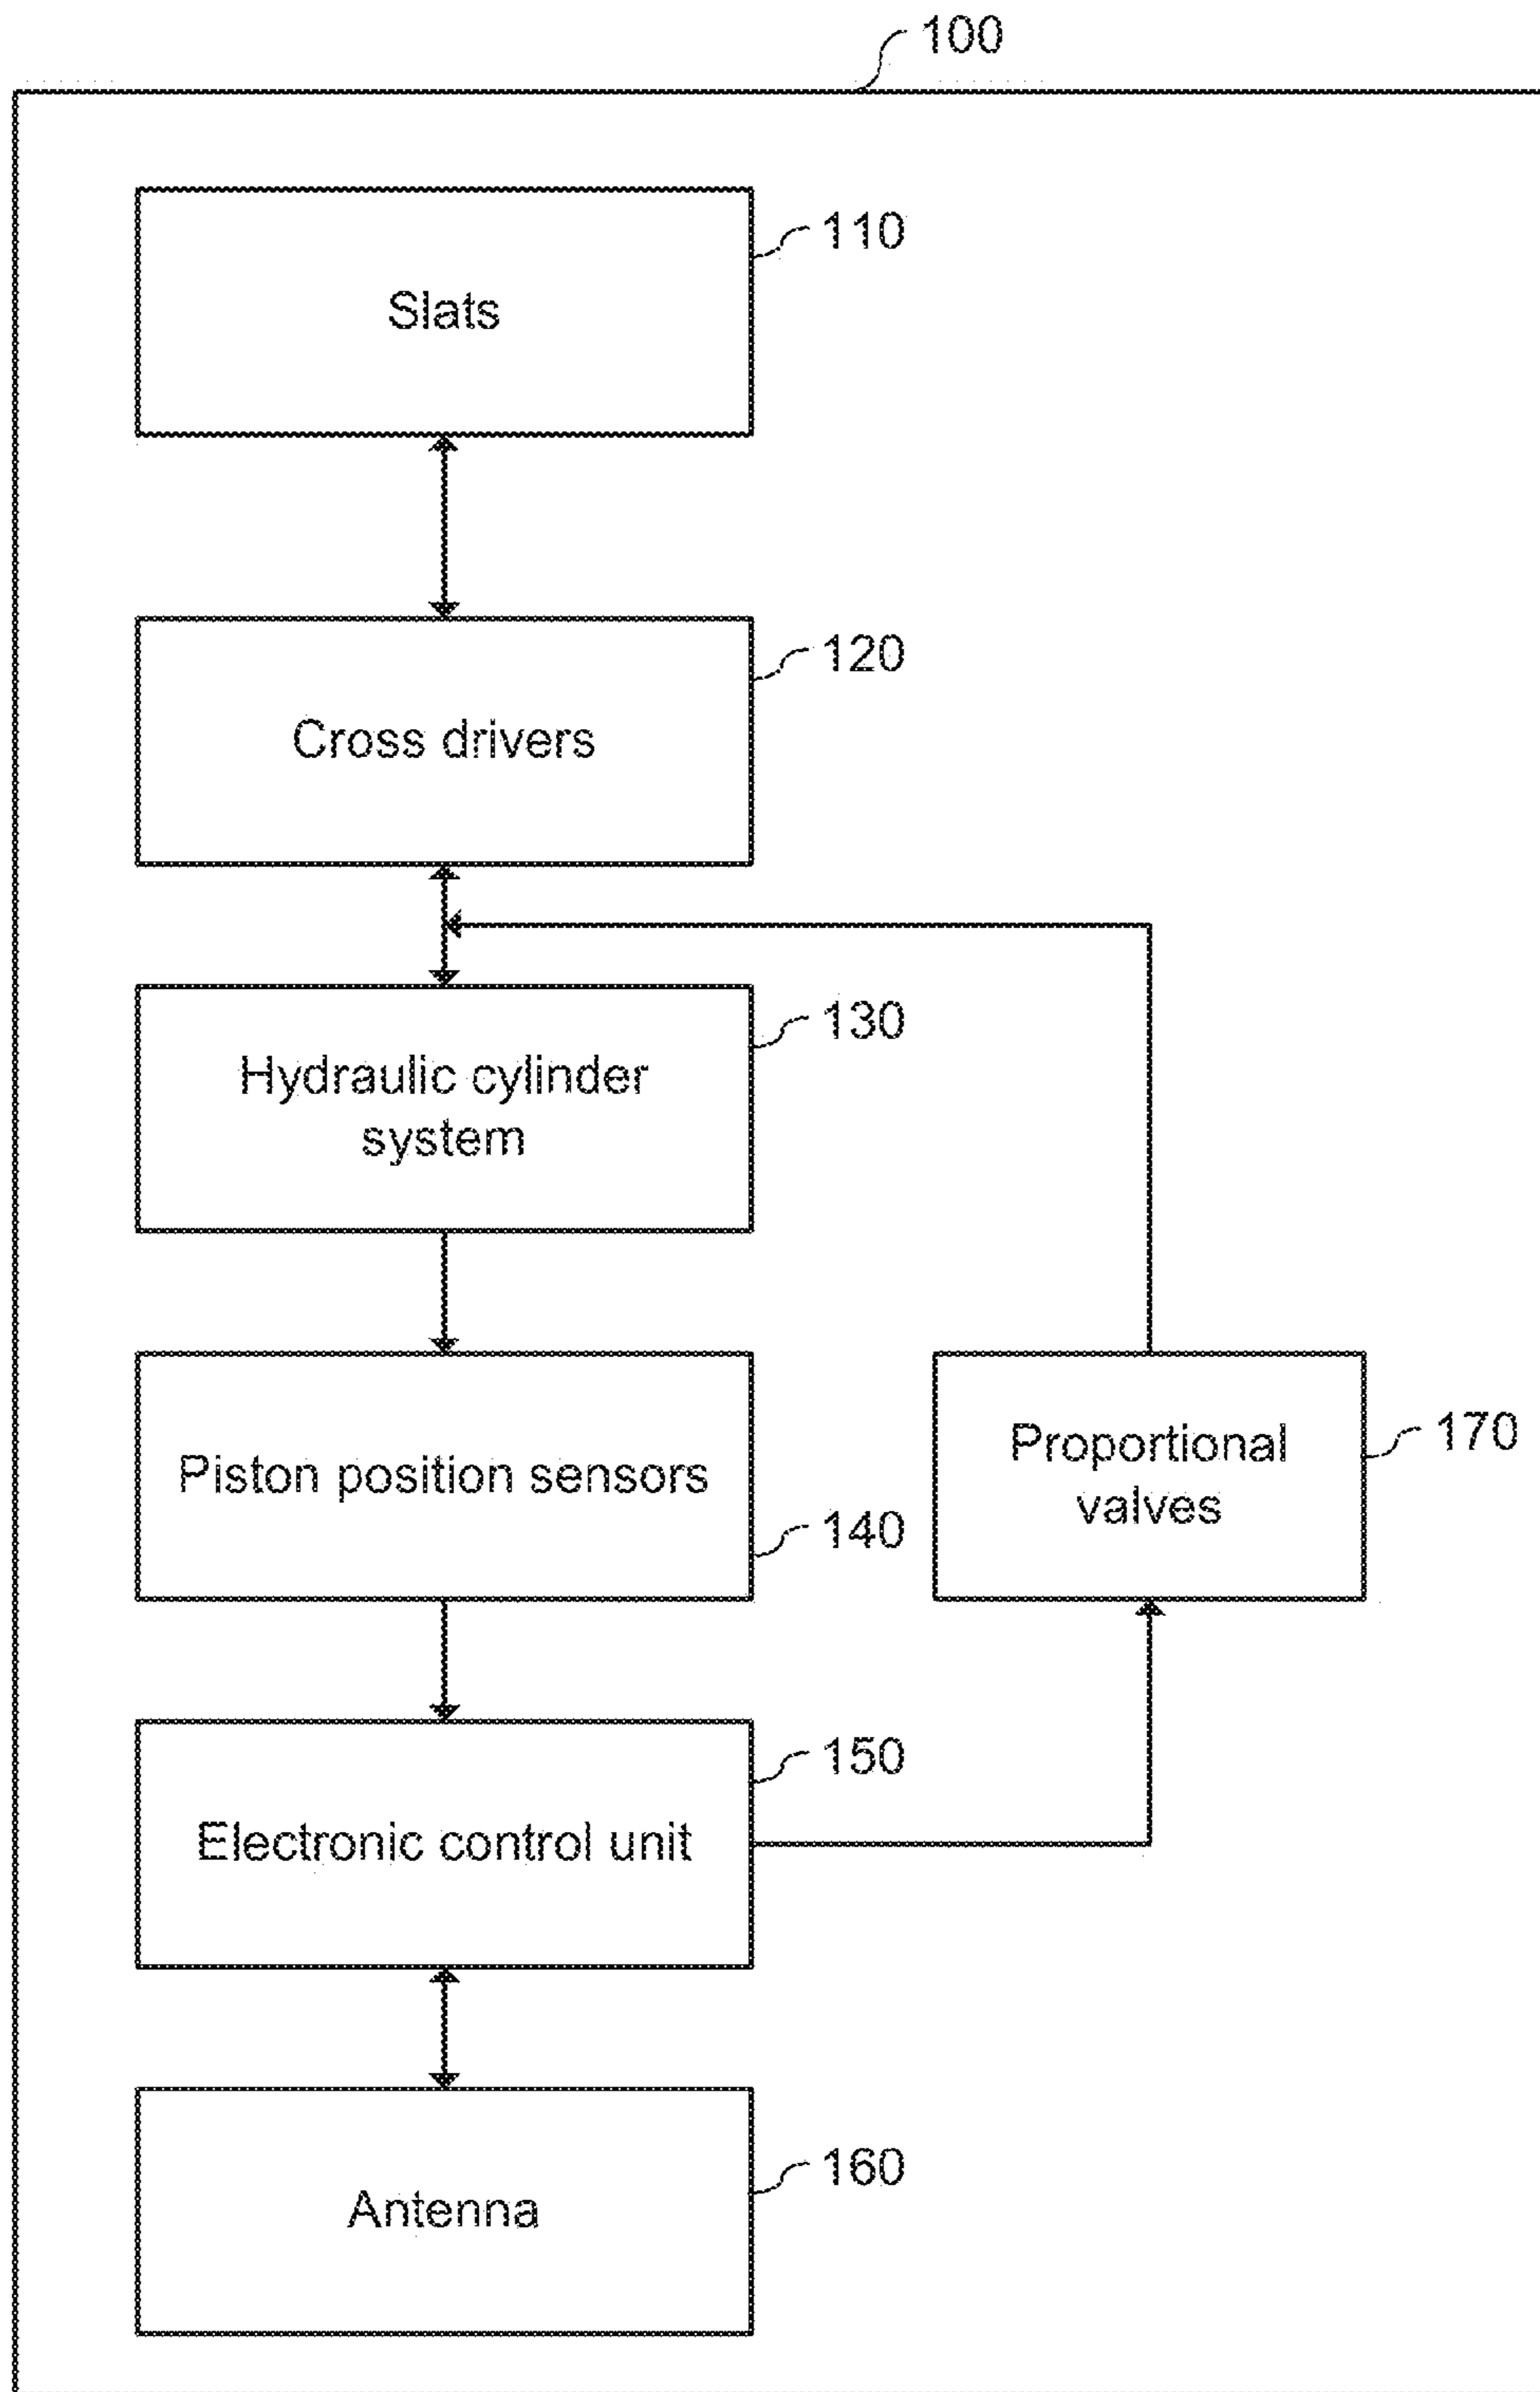 100
Slats
110
Cross drivers
120
Hydraulic cylinder
system
130
Piston position sensors
140
Proportional
valves
170
Electronic control unit
150
Antenna
160